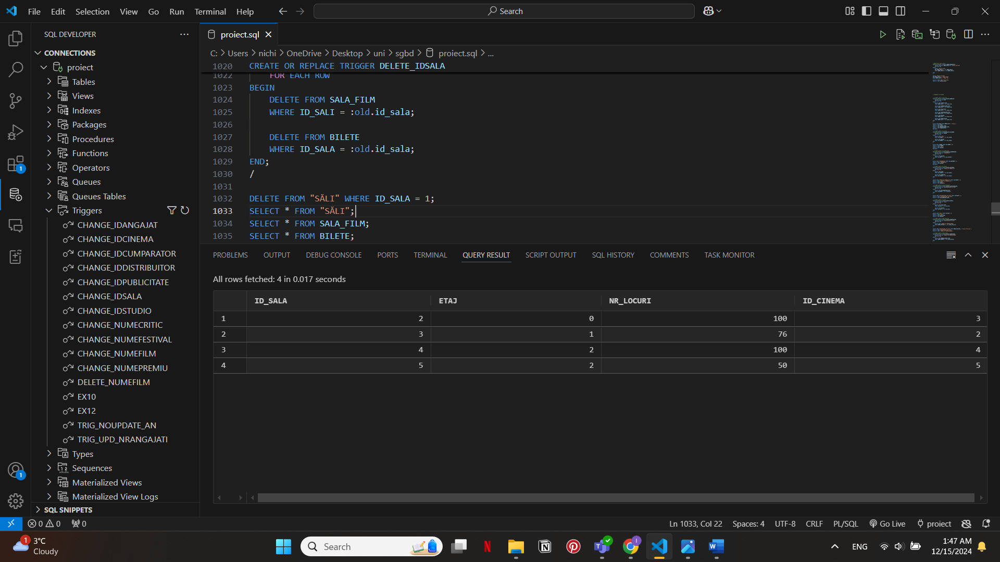 File Edit Selection View Go Run Terminal Help
Search
SQL DEVELOPER
CONNECTIONS
proiect
Tables
Views
Indexes
Packages
Procedures
Functions
Operators
Queues
Queues Tables
Triggers
CHANGE_IDANGAJAT
CHANGE_IDCINEMA
CHANGE_IDCUMPARATOR
CHANGE_IDDISTRIBUITOR
CHANGE_IDPUBLICITATE
CHANGE_IDSALA
CHANGE_IDSTUDIO
CHANGE_NUMECRITIC
CHANGE_NUMEFESTIVAL
CHANGE_NUMEFILM
CHANGE_NUMEPREMIU
DELETE_NUMEFILM
EX10
EX12
TRIG_NOUPDATE_AN
TRIG_UPD_NRANGAJATI
Types
Sequences
Materialized Views
Materialized View Logs
SQL SNIPPETS
1
1
proiect.sql
C: > Users > nichi > OneDrive > Desktop > uni > sgbd > proiect.sql > ...
1020 CREATE OR REPLACE TRIGGER DELETE_IDSALA
1022 FOR EACH ROW
1023 BEGIN
1024 DELETE FROM SALA_FILM
1025 WHERE ID_SALI = :old.id_sala;
1026
1027 DELETE FROM BILETE
1028 WHERE ID_SALA = :old.id_sala;
1029 END;
1030 /
1031
1032 DELETE FROM "SĂLI" WHERE ID_SALA = 1;
1033 SELECT * FROM "SĂLI";
1034 SELECT * FROM SALA_FILM;
1035 SELECT * FROM BILETE;
PROBLEMS OUTPUT DEBUG CONSOLE PORTS TERMINAL QUERY RESULT SCRIPT OUTPUT SQL HISTORY COMMENTS TASK MONITOR
All rows fetched: 4 in 0.017 seconds
ID_SALA ETAJ NR_LOCURI ID_CINEMA
1 2 0 100 3
2 3 1 76 2
3 4 2 100 4
4 5 2 50 5
0 0 0
Ln 1033, Col 22 Spaces: 4 UTF-8 CRLF PL/SQL Go Live proiect
1
3°C
Cloudy
Search
ENG
1:47 AM
12/15/2024